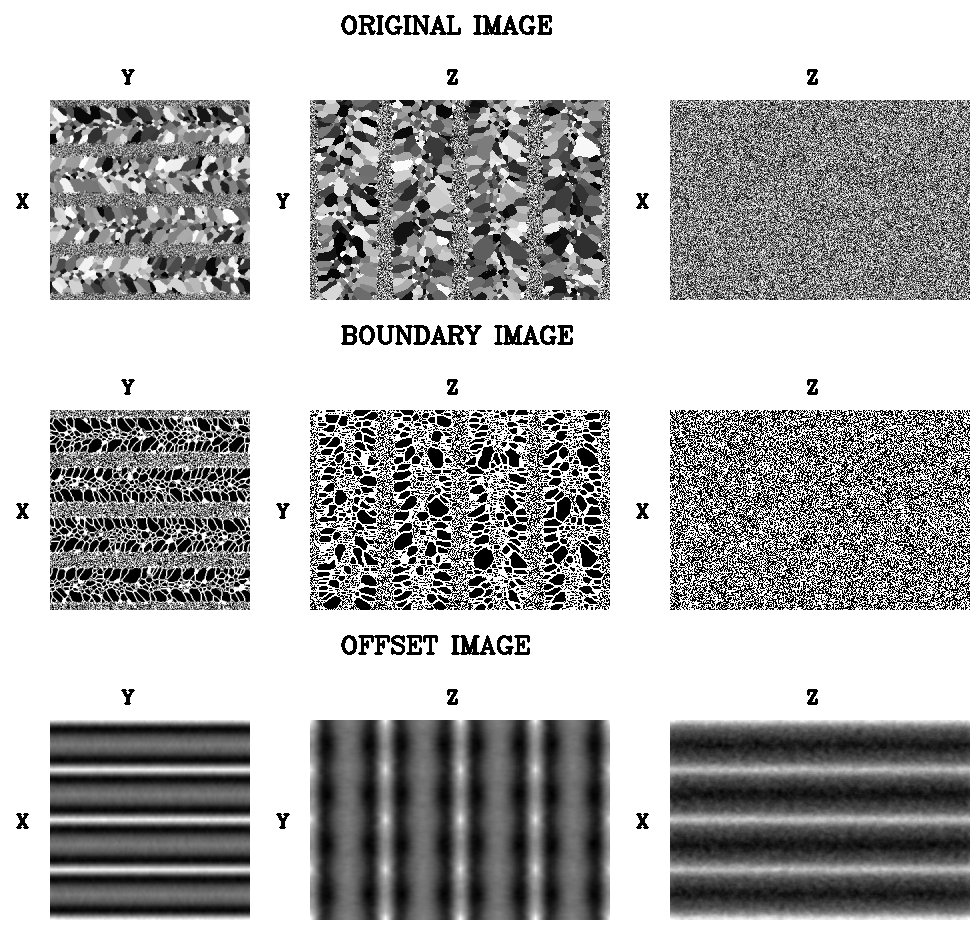 ORIGINAL IMAGE
Y Z Z
X Y X
BOUNDARY IMAGE
Y Z Z
X Y X
OFFSET IMAGE
Y Z Z
X Y X